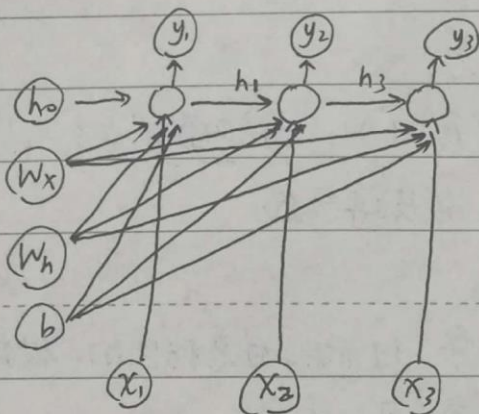 y₁ y₂ y₃
h₀ h₁ h₃
Wx
Wh
b
x₁ x₂ x₃